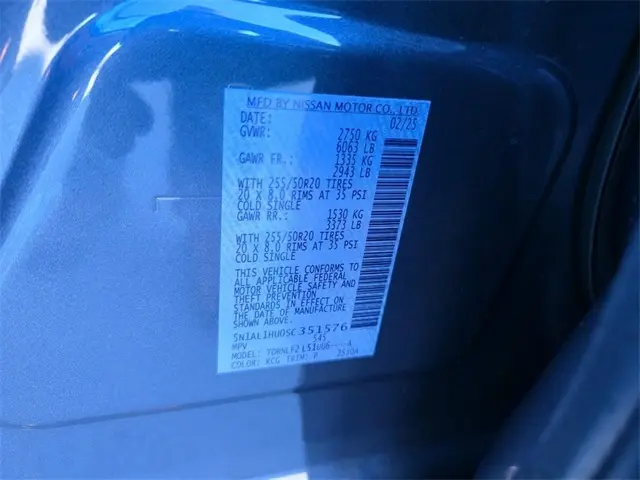 MFD BY NISSAN MOTOR CO., LTD
DATE: 02/25
GVWR: 2750 KG
6063 LB
GAWR FR.: 1335 KG
2943 LB
WITH 255/50R20 TIRES
20 X 8.0 RIMS AT 35 PSI
COLD SINGLE
GAWR RR.: 1530 KG
3373 LB
WITH 255/50R20 TIRES
20 X 8.0 RIMS AT 35 PSI
COLD SINGLE
THIS VEHICLE CONFORMS TO
ALL APPLICABLE FEDERAL
MOTOR VEHICLE SAFETY AND
THEFT PREVENTION
STANDARDS IN EFFECT ON
THE DATE OF MANUFACTURE
SHOWN ABOVE.
5N1AL1HU0SC351576
MPV
MODEL:
COLOR: KCG TRIM: P